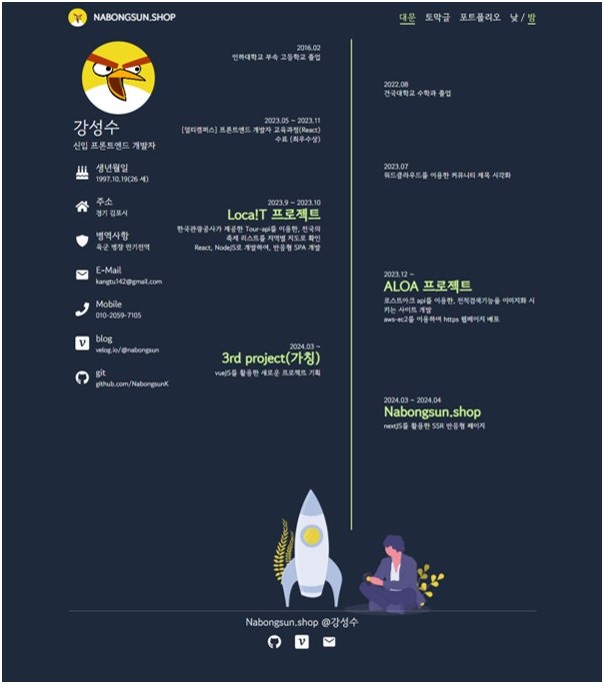 NABONGSUN.SHOP
대문 토막글 포트폴리오 낮 / 밤
강성수
신입 프론트엔드 개발자
생년월일
1997.10.19(26 세)
주소
경기 김포시
병역사항
육군 병장 만기전역
E-Mail
kangtu142@gmail.com
Mobile
010-2059-7105
blog
velog.io/@nabongsun
git
github.com/NabongsunK
2016.02
인하대학교 부속 고등학교 졸업
2022.08
건국대학교 수학과 졸업
2023.05 ~ 2023.11
[멀티캠퍼스] 프론트엔드 개발자 교육과정(React)
수료 (최우수상)
2023.07
워드클라우드를 이용한 커뮤니티 제목 시각화
2023.9 ~ 2023.10
Loca!T 프로젝트
한국관광공사가 제공한 Tour-api를 이용한, 전국의
축제 리스트를 지역별 지도로 확인
React, NodeJS로 개발하여, 반응형 SPA 개발
2023.12 ~
ALOA 프로젝트
로스트아크 api를 이용한, 전적검색기능을 이미지화 시
키는 사이트 개발
aws-ec2를 이용하여 https 웹페이지 배포
2024.03 ~
3rd project(가칭)
vueJS를 활용한 새로운 프로젝트 기획
2024.03 ~ 2024.04
Nabongsun.shop
nextJS를 활용한 SSR 반응형 페이지
Nabongsun.shop @강성수